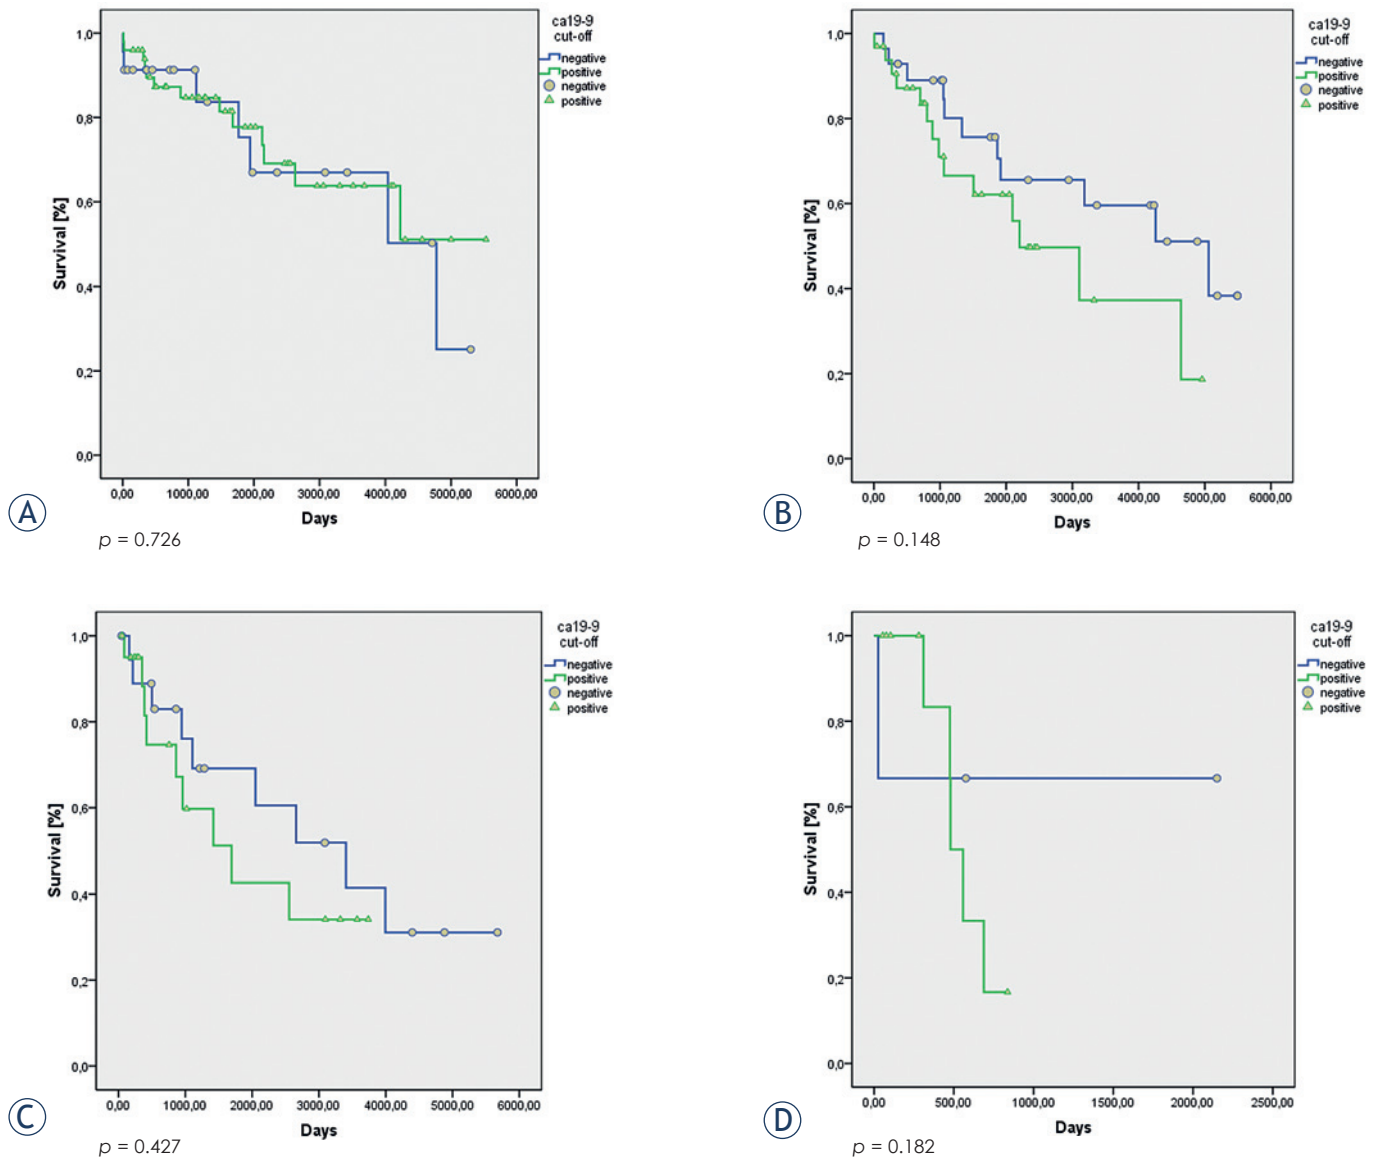 ca19-9
cut-off
negative
positive
negative
positive
1,0
0,8
0,6
0,4
0,2
0,0
Survival [%]
0,00 1000,00 2000,00 3000,00 4000,00 5000,00 6000,00
Days
A
p = 0.726
ca19-9
cut-off
negative
positive
negative
positive
1,0
0,8
0,6
0,4
0,2
0,0
Survival [%]
0,00 1000,00 2000,00 3000,00 4000,00 5000,00 6000,00
Days
B
p = 0.148
ca19-9
cut-off
negative
positive
negative
positive
1,0
0,8
0,6
0,4
0,2
0,0
Survival [%]
0,00 1000,00 2000,00 3000,00 4000,00 5000,00 6000,00
Days
C
p = 0.427
ca19-9
cut-off
negative
positive
negative
positive
1,0
0,8
0,6
0,4
0,2
0,0
Survival [%]
0,00 500,00 1000,00 1500,00 2000,00 2500,00
Days
D
p = 0.182